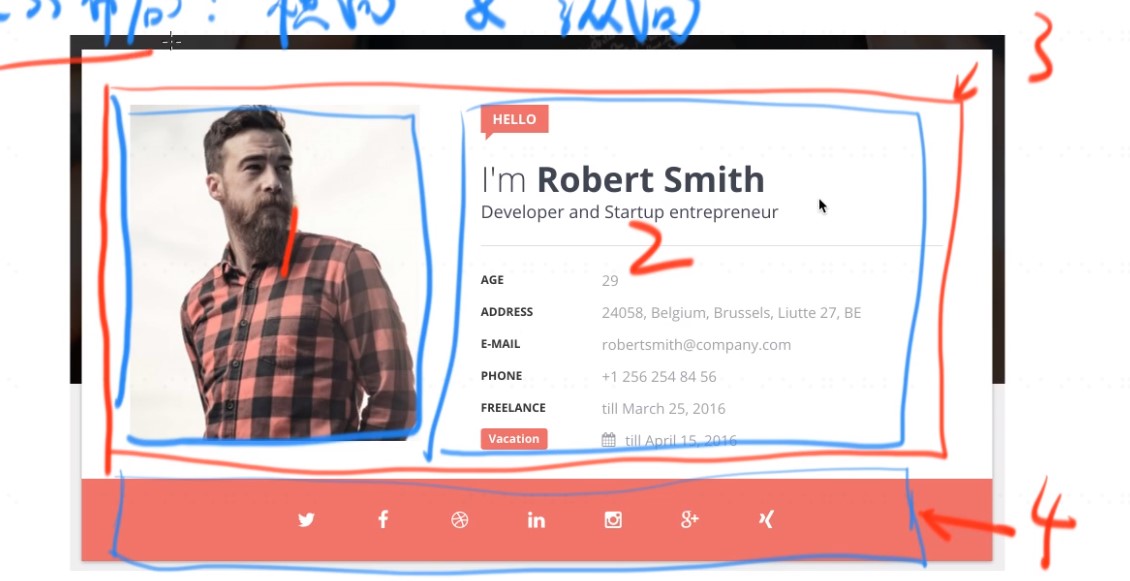 布局：横向 或 纵向
3
HELLO
I'm Robert Smith
Developer and Startup entrepreneur
1
2
AGE 29
ADDRESS 24058, Belgium, Brussels, Liutte 27, BE
E-MAIL robertsmith@company.com
PHONE +1 256 254 84 56
FREELANCE till March 25, 2016
Vacation till April 15, 2016
f in g+
4